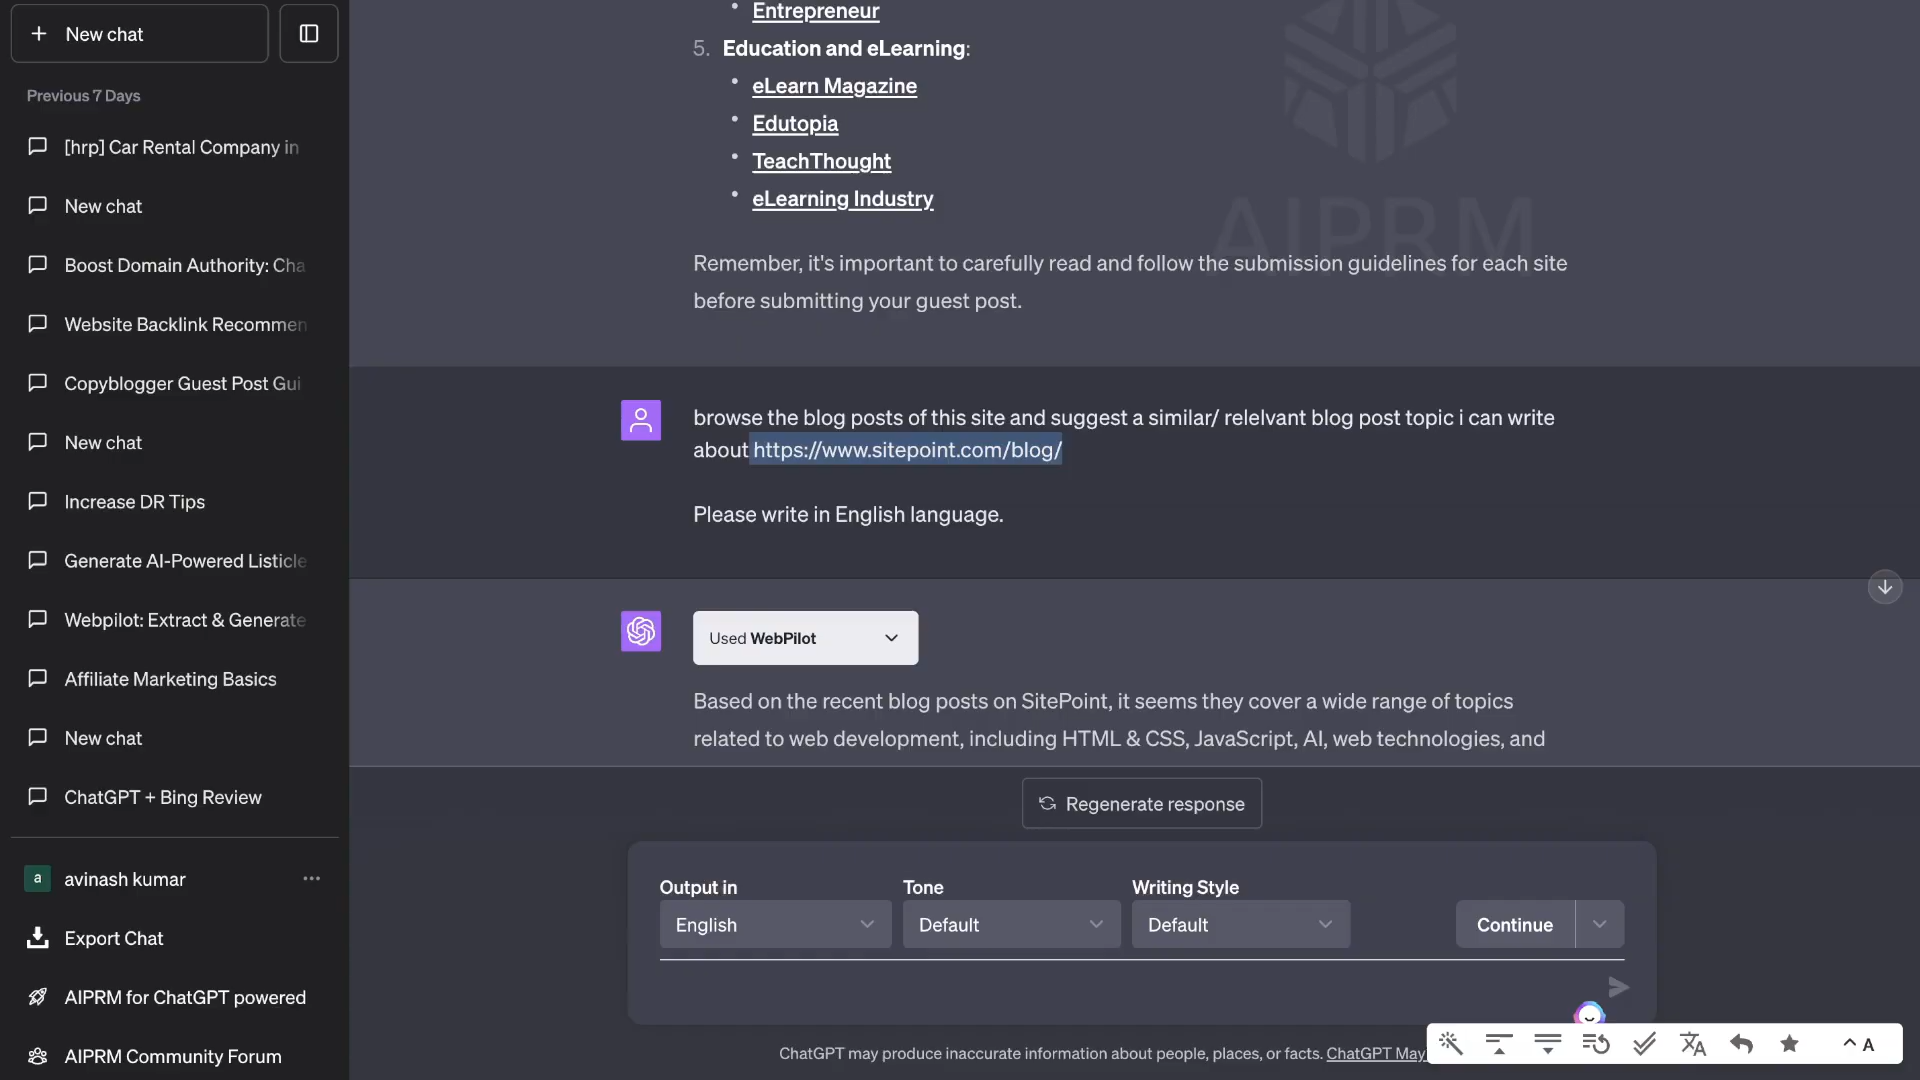 New chat
Previous 7 Days
[hrp] Car Rental Company in
New chat
Boost Domain Authority: Cha
Website Backlink Recommen
Copyblogger Guest Post Gui
New chat
Increase DR Tips
Generate AI-Powered Listicle
Webpilot: Extract & Generate
Affiliate Marketing Basics
New chat
ChatGPT + Bing Review
a avinash kumar
Export Chat
AIPRM for ChatGPT powered
AIPRM Community Forum
Entrepreneur
5. Education and eLearning:
eLearn Magazine
Edutopia
TeachThought
eLearning Industry
AIPRM
Remember, it's important to carefully read and follow the submission guidelines for each site
before submitting your guest post.
browse the blog posts of this site and suggest a similar/ relelvant blog post topic i can write
about https://www.sitepoint.com/blog/
Please write in English language.
Used WebPilot
Based on the recent blog posts on SitePoint, it seems they cover a wide range of topics
related to web development, including HTML & CSS, JavaScript, AI, web technologies, and
Regenerate response
Output in Tone Writing Style
English Default Default Continue
ChatGPT may produce inaccurate information about people, places, or facts. ChatGPT May
A